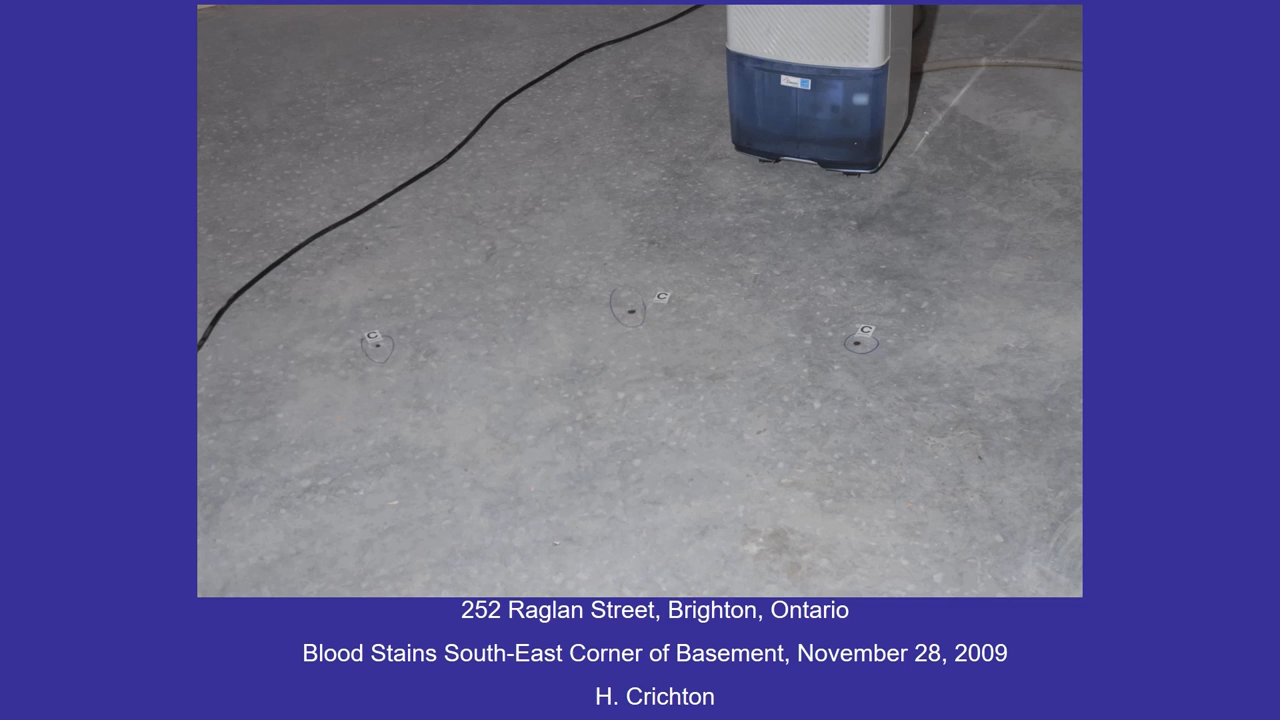 C
C
C
252 Raglan Street, Brighton, Ontario
Blood Stains South-East Corner of Basement, November 28, 2009
H. Crichton